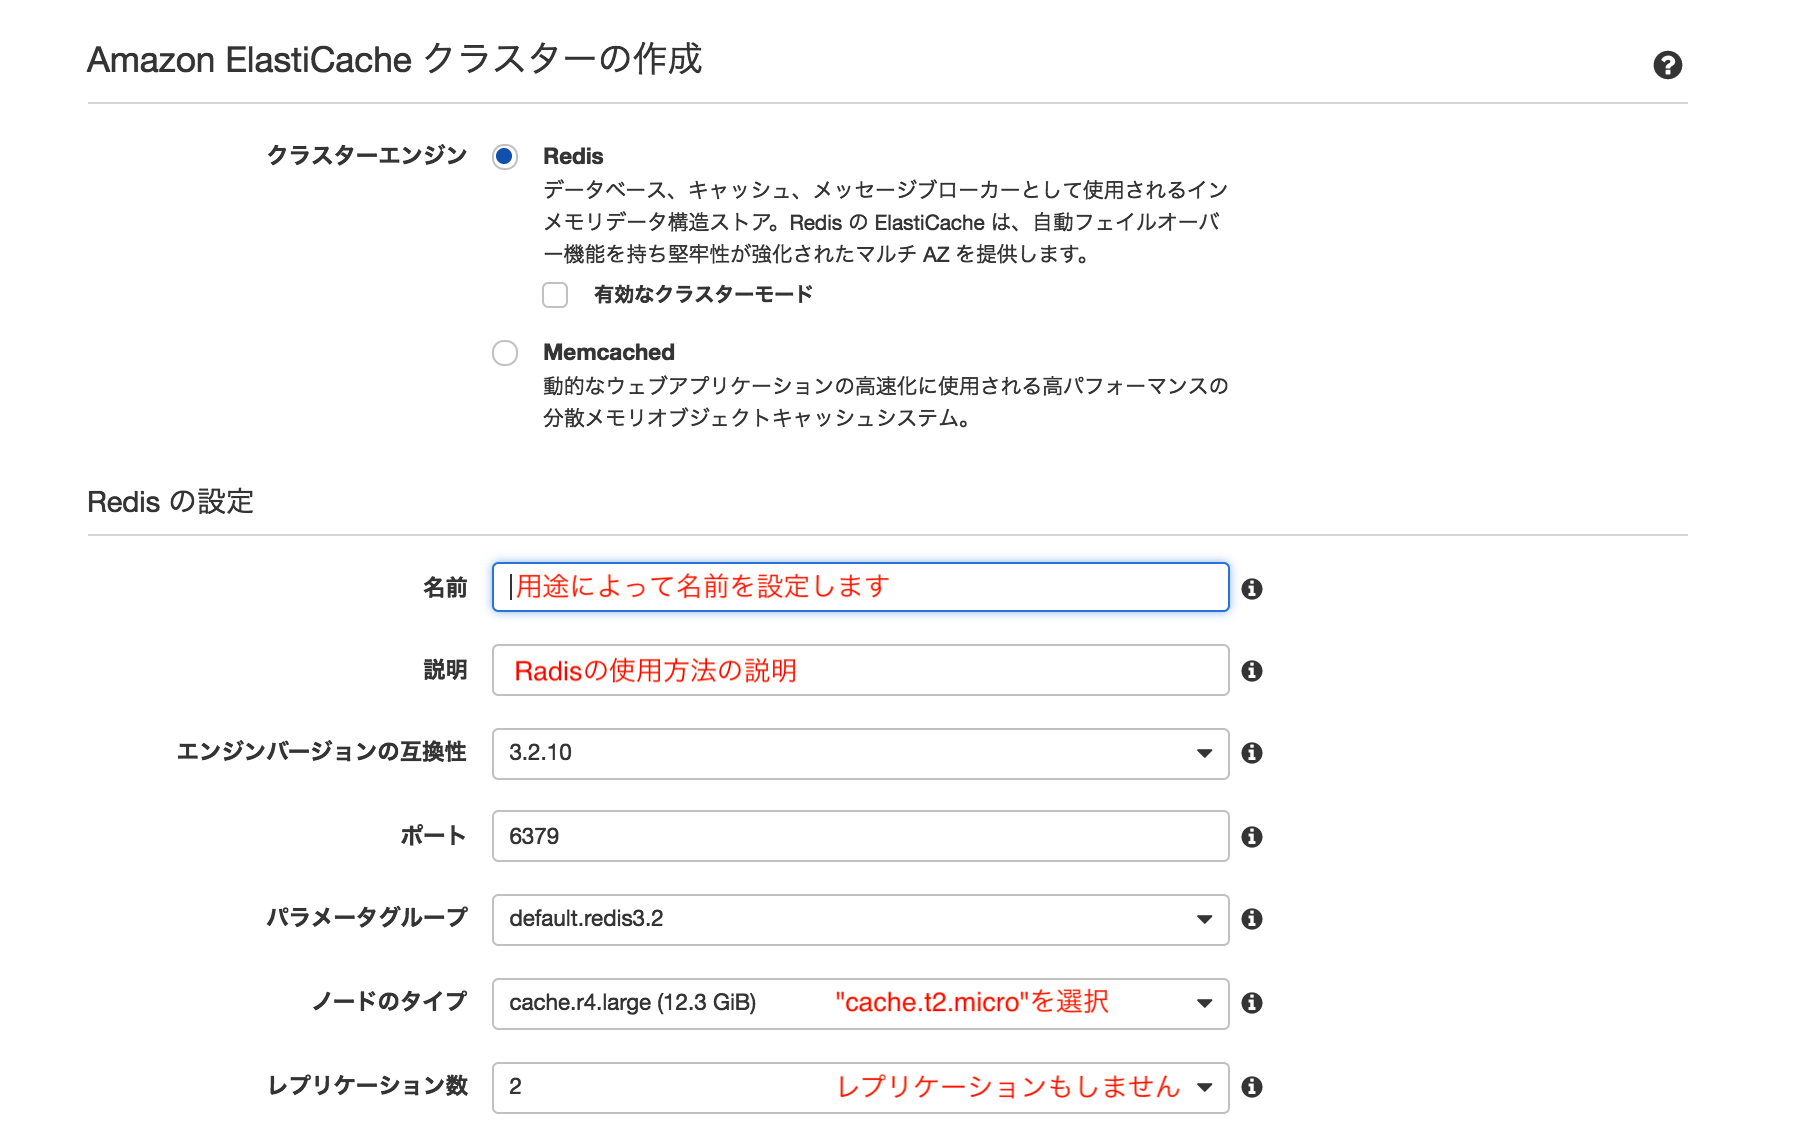 Amazon ElastiCache クラスターの作成
クラスターエンジン
Redis
データベース、キャッシュ、メッセージブローカーとして使用されるイン
メモリデータ構造ストア。Redis の ElastiCache は、自動フェイルオーバ
ー機能を持ち堅牢性が強化されたマルチ AZ を提供します。
有効なクラスターモード
Memcached
動的なウェブアプリケーションの高速化に使用される高パフォーマンスの
分散メモリオブジェクトキャッシュシステム。
Redis の設定
名前 用途によって名前を設定します
説明 Radisの使用方法の説明
エンジンバージョンの互換性 3.2.10
ポート 6379
パラメータグループ default.redis3.2
ノードのタイプ cache.r4.large (12.3 GiB) "cache.t2.micro"を選択
レプリケーション数 2 レプリケーションもしません